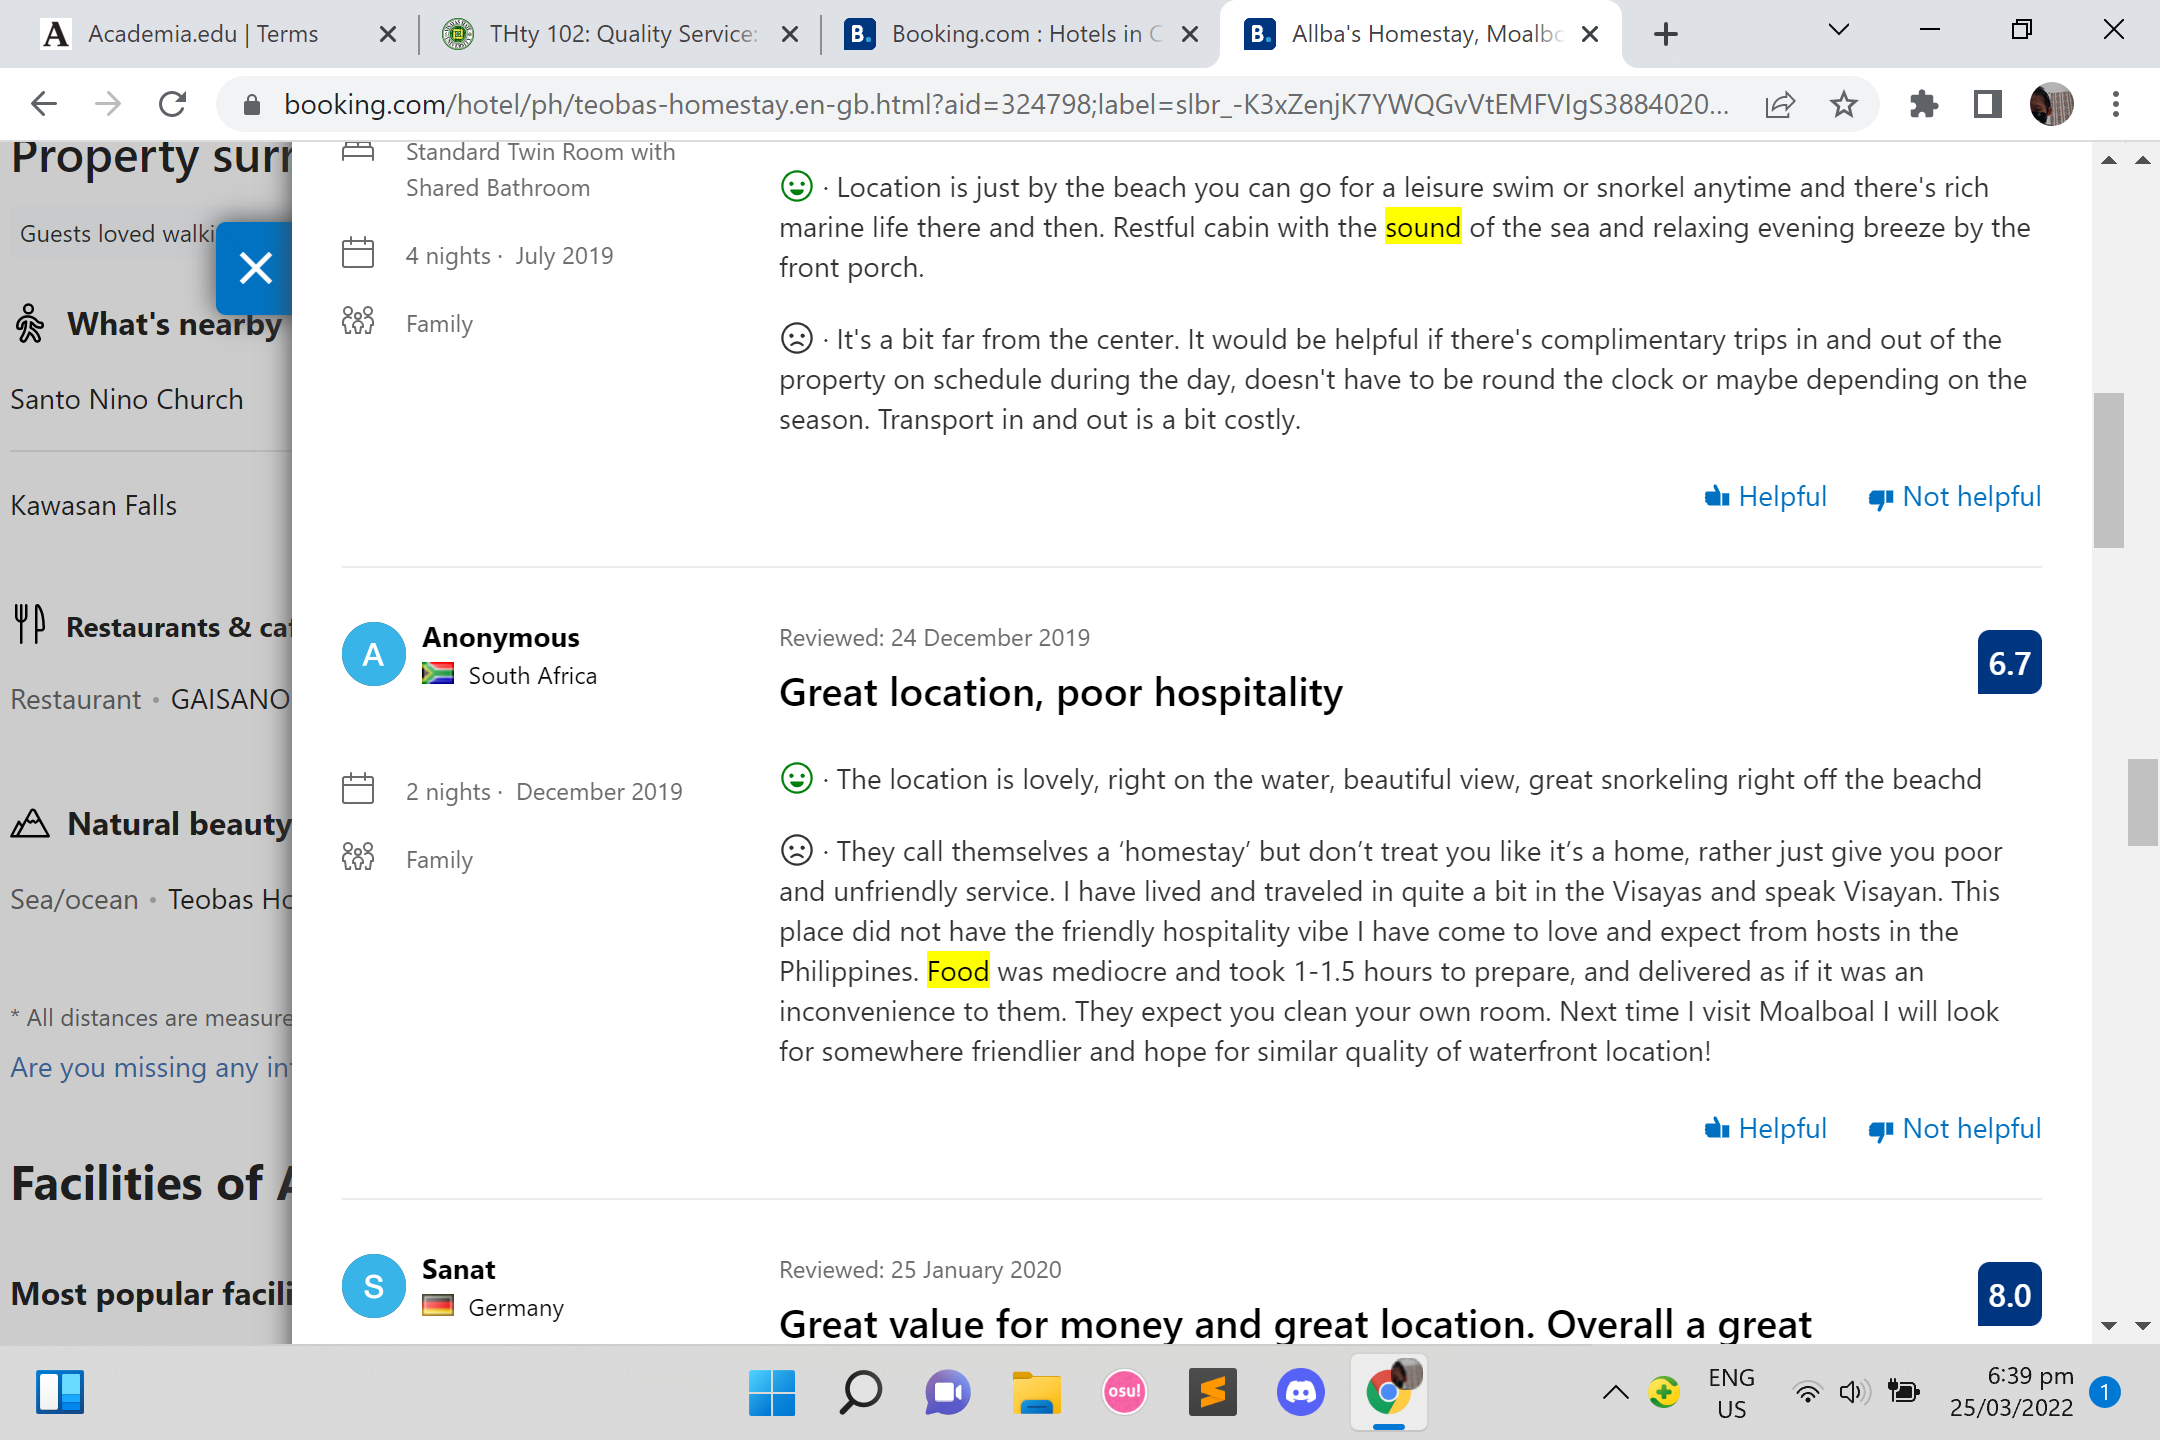 Academia.edu | Terms
THty 102: Quality Service:
Booking.com : Hotels in C
Allba's Homestay, Moalbo
booking.com/hotel/ph/teobas-homestay.en-gb.html?aid=324798;label=slbr_-K3xZenjK7YWQGvVtEMFVIgS3884020...
Property surr
Guests loved walki
What's nearby
Santo Nino Church
Kawasan Falls
Restaurants & caf
Restaurant • GAISANO
Natural beauty
Sea/ocean • Teobas Ho
* All distances are measure
Are you missing any in
Facilities of A
Most popular facili
Standard Twin Room with
Shared Bathroom
4 nights · July 2019
Family
· Location is just by the beach you can go for a leisure swim or snorkel anytime and there's rich
marine life there and then. Restful cabin with the sound of the sea and relaxing evening breeze by the
front porch.
· It's a bit far from the center. It would be helpful if there's complimentary trips in and out of the
property on schedule during the day, doesn't have to be round the clock or maybe depending on the
season. Transport in and out is a bit costly.
Helpful Not helpful
A
Anonymous
South Africa
Reviewed: 24 December 2019
6.7
Great location, poor hospitality
2 nights · December 2019
Family
· The location is lovely, right on the water, beautiful view, great snorkeling right off the beachd
· They call themselves a ‘homestay’ but don’t treat you like it’s a home, rather just give you poor
and unfriendly service. I have lived and traveled in quite a bit in the Visayas and speak Visayan. This
place did not have the friendly hospitality vibe I have come to love and expect from hosts in the
Philippines. Food was mediocre and took 1-1.5 hours to prepare, and delivered as if it was an
inconvenience to them. They expect you clean your own room. Next time I visit Moalboal I will look
for somewhere friendlier and hope for similar quality of waterfront location!
Helpful Not helpful
S
Sanat
Germany
Reviewed: 25 January 2020
8.0
Great value for money and great location. Overall a great
osu!
ENG
US
6:39 pm
25/03/2022
1